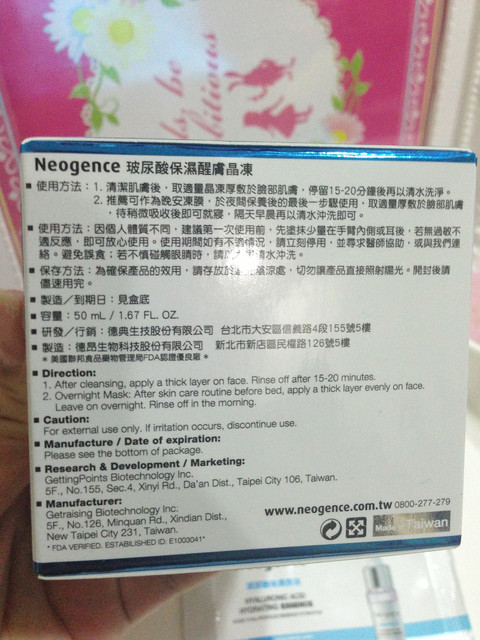 Neogence 玻尿酸保濕醒膚晶凍
使用方法：1. 清潔肌膚後，取適量晶凍厚敷於臉部肌膚，停留15-20分鐘後再以清水洗淨。
2. 推薦可作為晚安凍膜，於夜間保養後的最後一步驟使用，取適量厚敷於臉部肌膚
，待稍微吸收後即可就寢，隔天早晨再以清水沖洗即可。
使用方法：因個人體質不同，建議第一次使用前，先塗抹少量在手臂內側或耳後，若無過敏不
適反應，即可放心使用。使用期間如有不適情況，請立刻停用，並尋求醫師協助，或與我們連
絡。避免誤食；若不慎碰觸眼睛時，請 清水沖洗。
保存方法：為確保產品的效用，請存放於 涼處，切勿讓產品直接照射陽光。開封後請
儘速用完。
製造／到期日：見盒底
容量：50 mL / 1.67 FL. OZ.
研發／行銷：德典生技股份有限公司 台北市大安區信義路4段155號5樓
製造：德昂生物科技股份有限公司 新北市新店區民權路126號5樓
＊美國聯邦食品藥物管理局FDA認證優良廠＊
Direction:
1. After cleansing, apply a thick layer on face. Rinse off after 15-20 minutes.
2. Overnight Mask: After skin care routine before bed, apply a thick layer evenly on face.
Leave on overnight. Rinse off in the morning.
Caution:
For external use only. If irritation occurs, discontinue use.
Manufacture / Date of expiration:
Please see the bottom of package.
Research & Development / Marketing:
GettingPoints Biotechnology Inc.
5F., No.155, Sec.4, Xinyi Rd., Da'an Dist., Taipei City 106, Taiwan.
Manufacturer:
Getraising Biotechnology Inc.
5F., No.126, Minquan Rd., Xindian Dist.,
New Taipei City 231, Taiwan.
* FDA VERIFIED. ESTABILISHED ID: E1003041*
www.neogence.com.tw 0800-277-279
Made in Taiwan
HYALURONIC ACID
HYDRATING ESSENCE